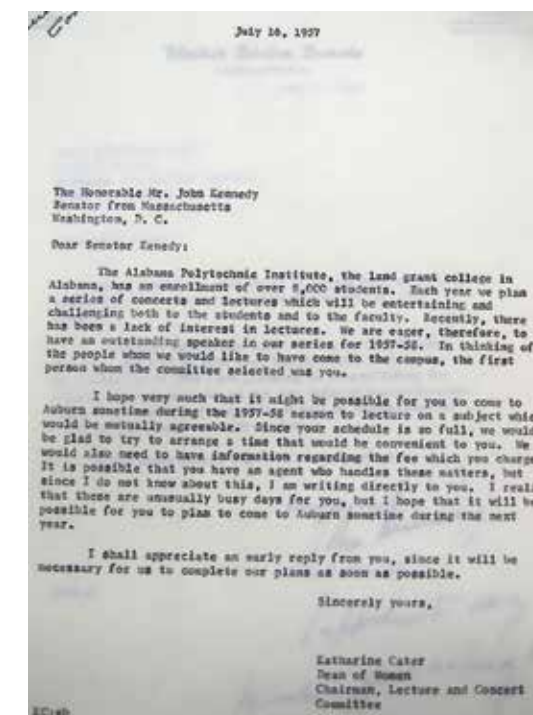 July 16, 1957
The Honorable Mr. John Kennedy
Senator from Massachusetts
Washington, D. C.
Dear Senator Kenedy:
The Alabama Polytechnic Institute, the land grant college in
Alabama, has an enrollment of over 8,000 students. Each year we plan
a series of concerts and lectures which will be entertaining and
challenging both to the students and to the faculty. Recently, there
has been a lack of interest in lectures. We are eager, therefore, to
have an outstanding speaker in our series for 1957-58. In thinking of
the people whom we would like to have come to the campus, the first
person whom the committee selected was you.
I hope very much that it might be possible for you to come to
Auburn sometime during the 1957-58 season to lecture on a subject whic
would be mutually agreeable. Since your schedule is so full, we would
be glad to try to arrange a time that would be convenient to you. We
would also need to have information regarding the fee which you charge
It is possible that you have an agent who handles these matters, but
since I do not know about this, I am writing directly to you. I reali
that these are unusually busy days for you, but I hope that it will be
possible for you to plan to come to Auburn sometime during the next
year.
I shall appreciate an early reply from you, since it will be
necessary for us to complete our plans as soon as possible.
Sincerely yours,
Katharine Cater
Dean of Women
Chairman, Lecture and Concert
Committee